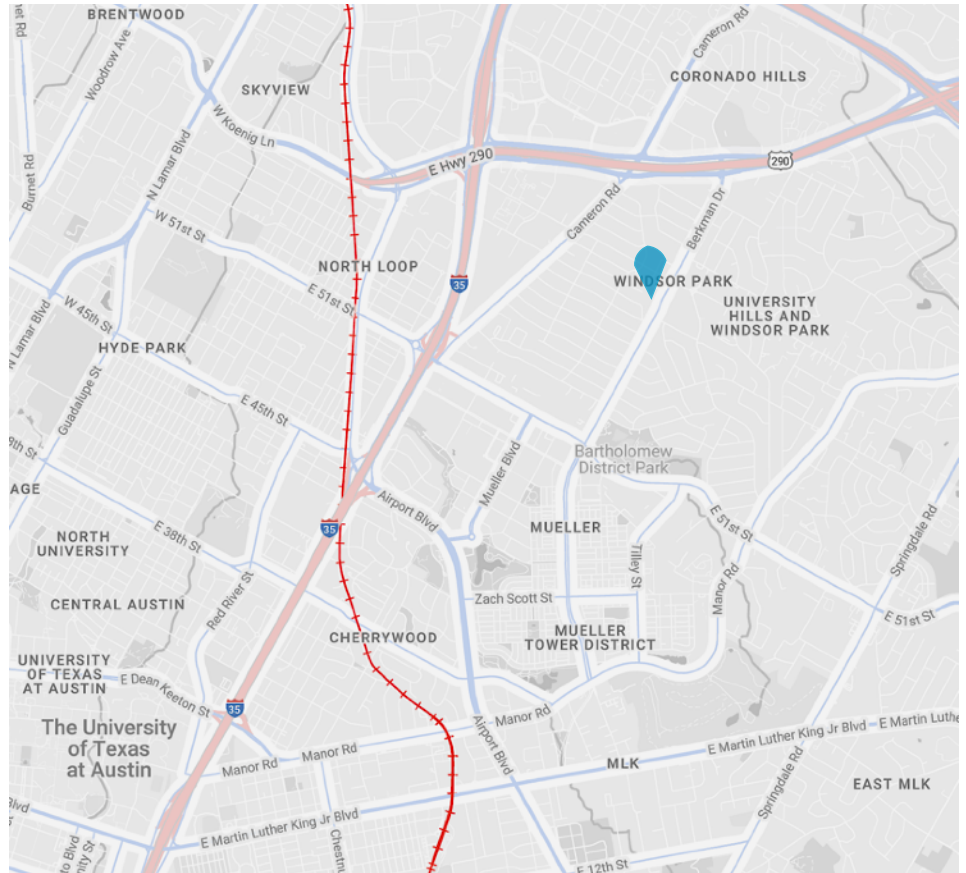 BRENTWOOD
Cameron Rd
Woodrow Ave
SKYVIEW
CORONADO HILLS
W Koenig Ln
E Hwy 290
290
Burnet Rd
N Lamar Blvd
Cameron Rd
Berkman Dr
W 51st St
NORTH LOOP
35
WINDSOR PARK
E 51st St
UNIVERSITY
HILLS AND
WINDSOR PARK
N Lamar Blvd
W 45th St
HYDE PARK
Guadalupe St
E 45th St
Bartholomew
District Park
Mueller Blvd
AGE
Airport Blvd
E 51st St
35
MUELLER
E 38th St
NORTH
UNIVERSITY
Tilley St
Springdale Rd
Manor Rd
CENTRAL AUSTIN
Red River St
Zach Scott St
E 51st St
CHERRYWOOD
MUELLER
TOWER DISTRICT
UNIVERSITY
OF TEXAS
AT AUSTIN
E Dean Keeton St
35
The University
of Texas
at Austin
Manor Rd
Airport Blvd
Manor Rd
Manor Rd
E Martin Luther King Jr Blvd
E Martin Luthe
MLK
EAST MLK
Springdale Rd
E Martin Luther King Jr Blvd
Blvd
Chestn
E 12th St